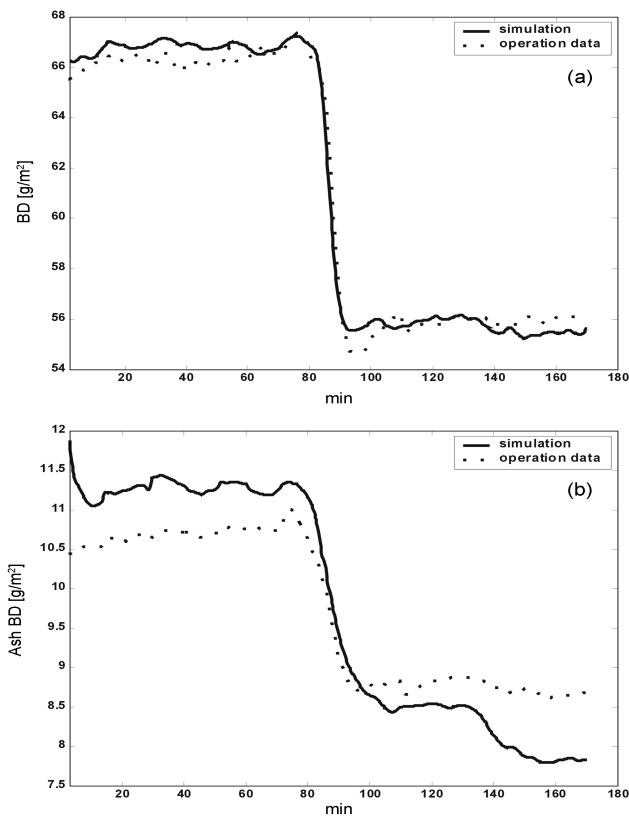 68
simulation
operation data
66
(a)
64
62
BD [g/m²]
60
58
56
54
20 40 60 80 100 120 140 160 180
min
12
simulation
operation data
11.5
(b)
11
10.5
10
Ash BD [g/m²]
9.5
9
8.5
8
7.5
20 40 60 80 100 120 140 160 180
min